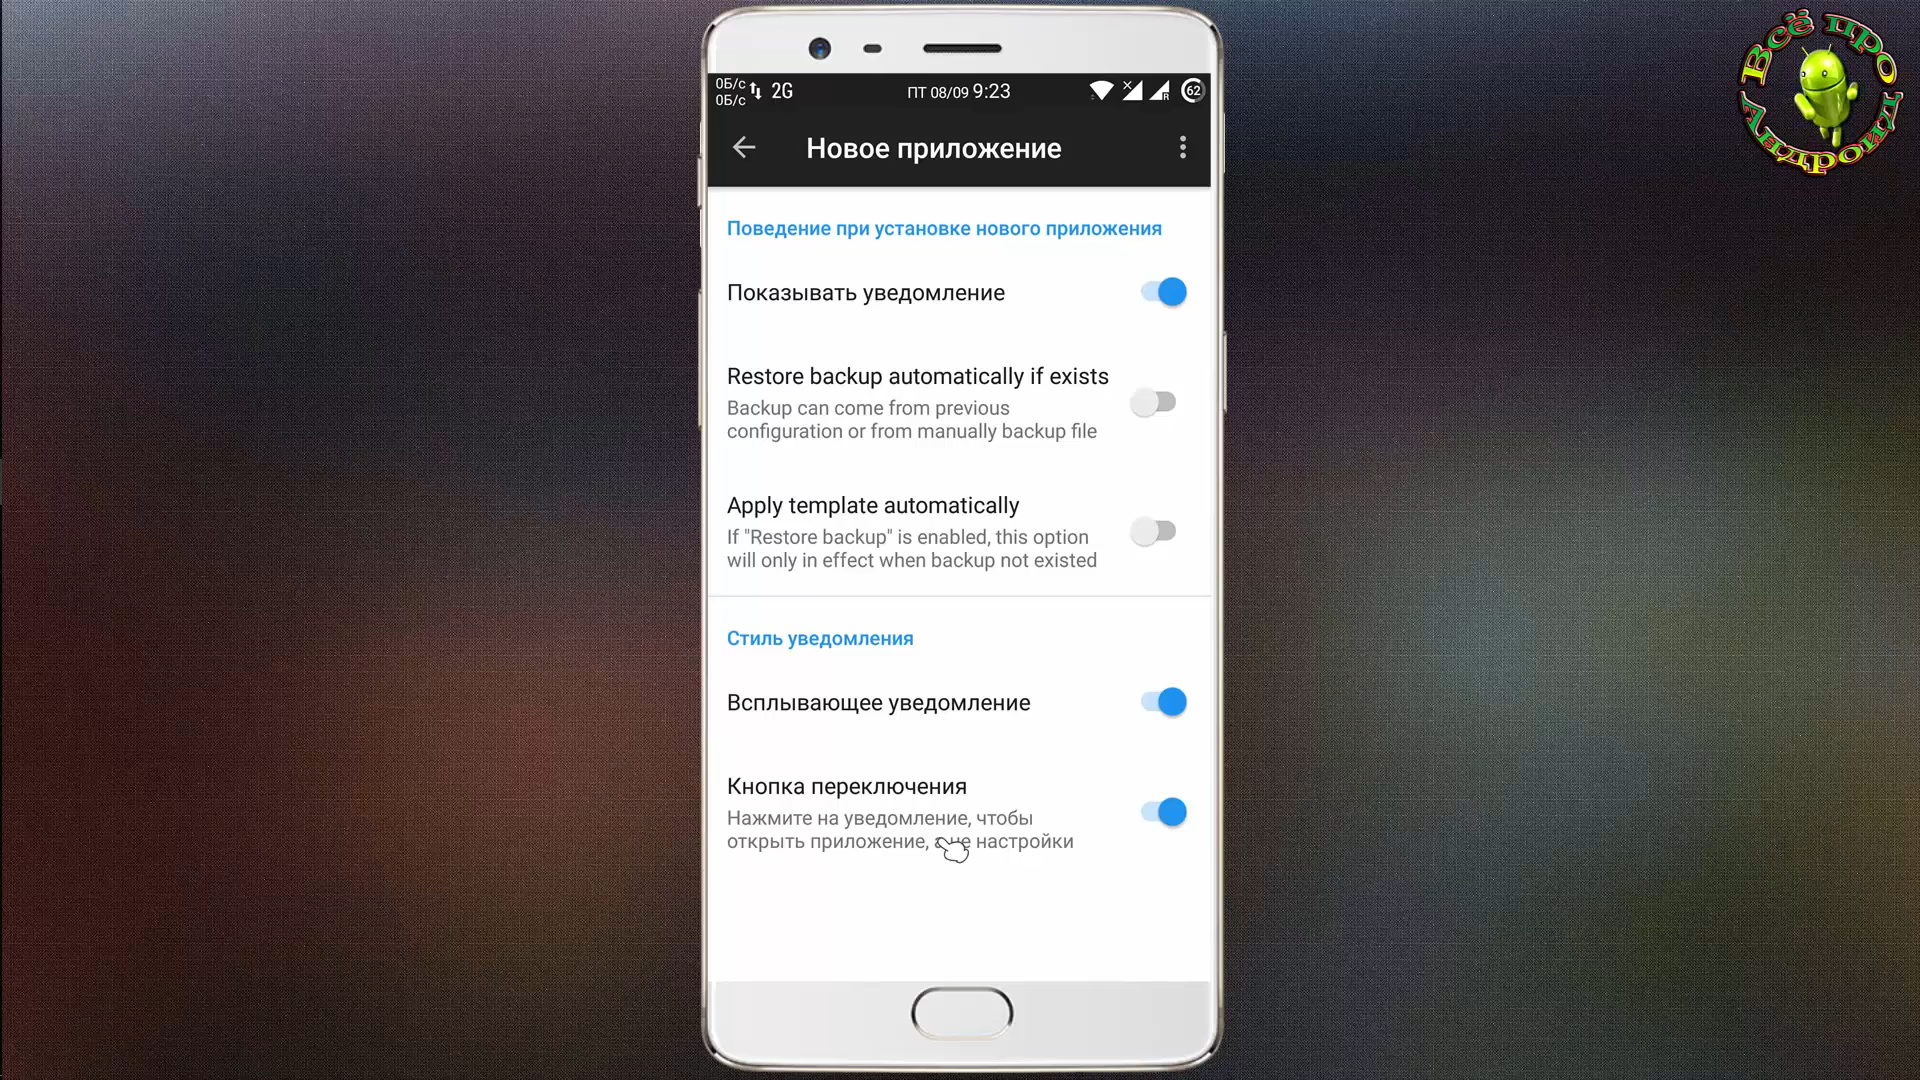 Всё про
Андроид
0Б/с
0Б/с
2G
ПТ 08/09 9:23
R
62
Новое приложение
Поведение при установке нового приложения
Показывать уведомление
Restore backup automatically if exists
Backup can come from previous
configuration or from manually backup file
Apply template automatically
If "Restore backup" is enabled, this option
will only in effect when backup not existed
Стиль уведомления
Всплывающее уведомление
Кнопка переключения
Нажмите на уведомление, чтобы
открыть приложение, а не настройки